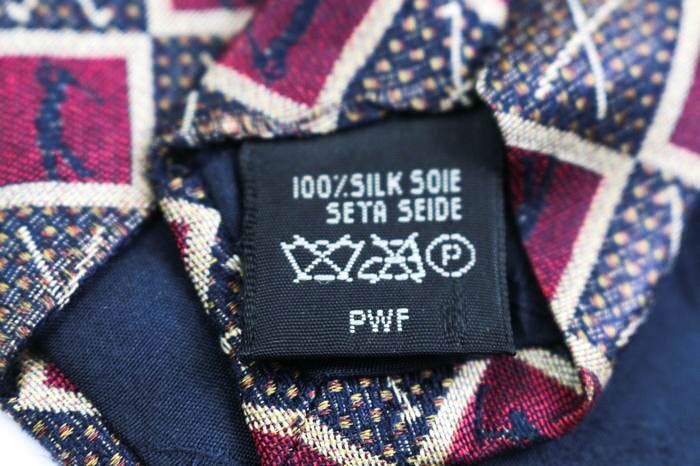 100% SILK SOIE
SETA SEIDE
P
PWF